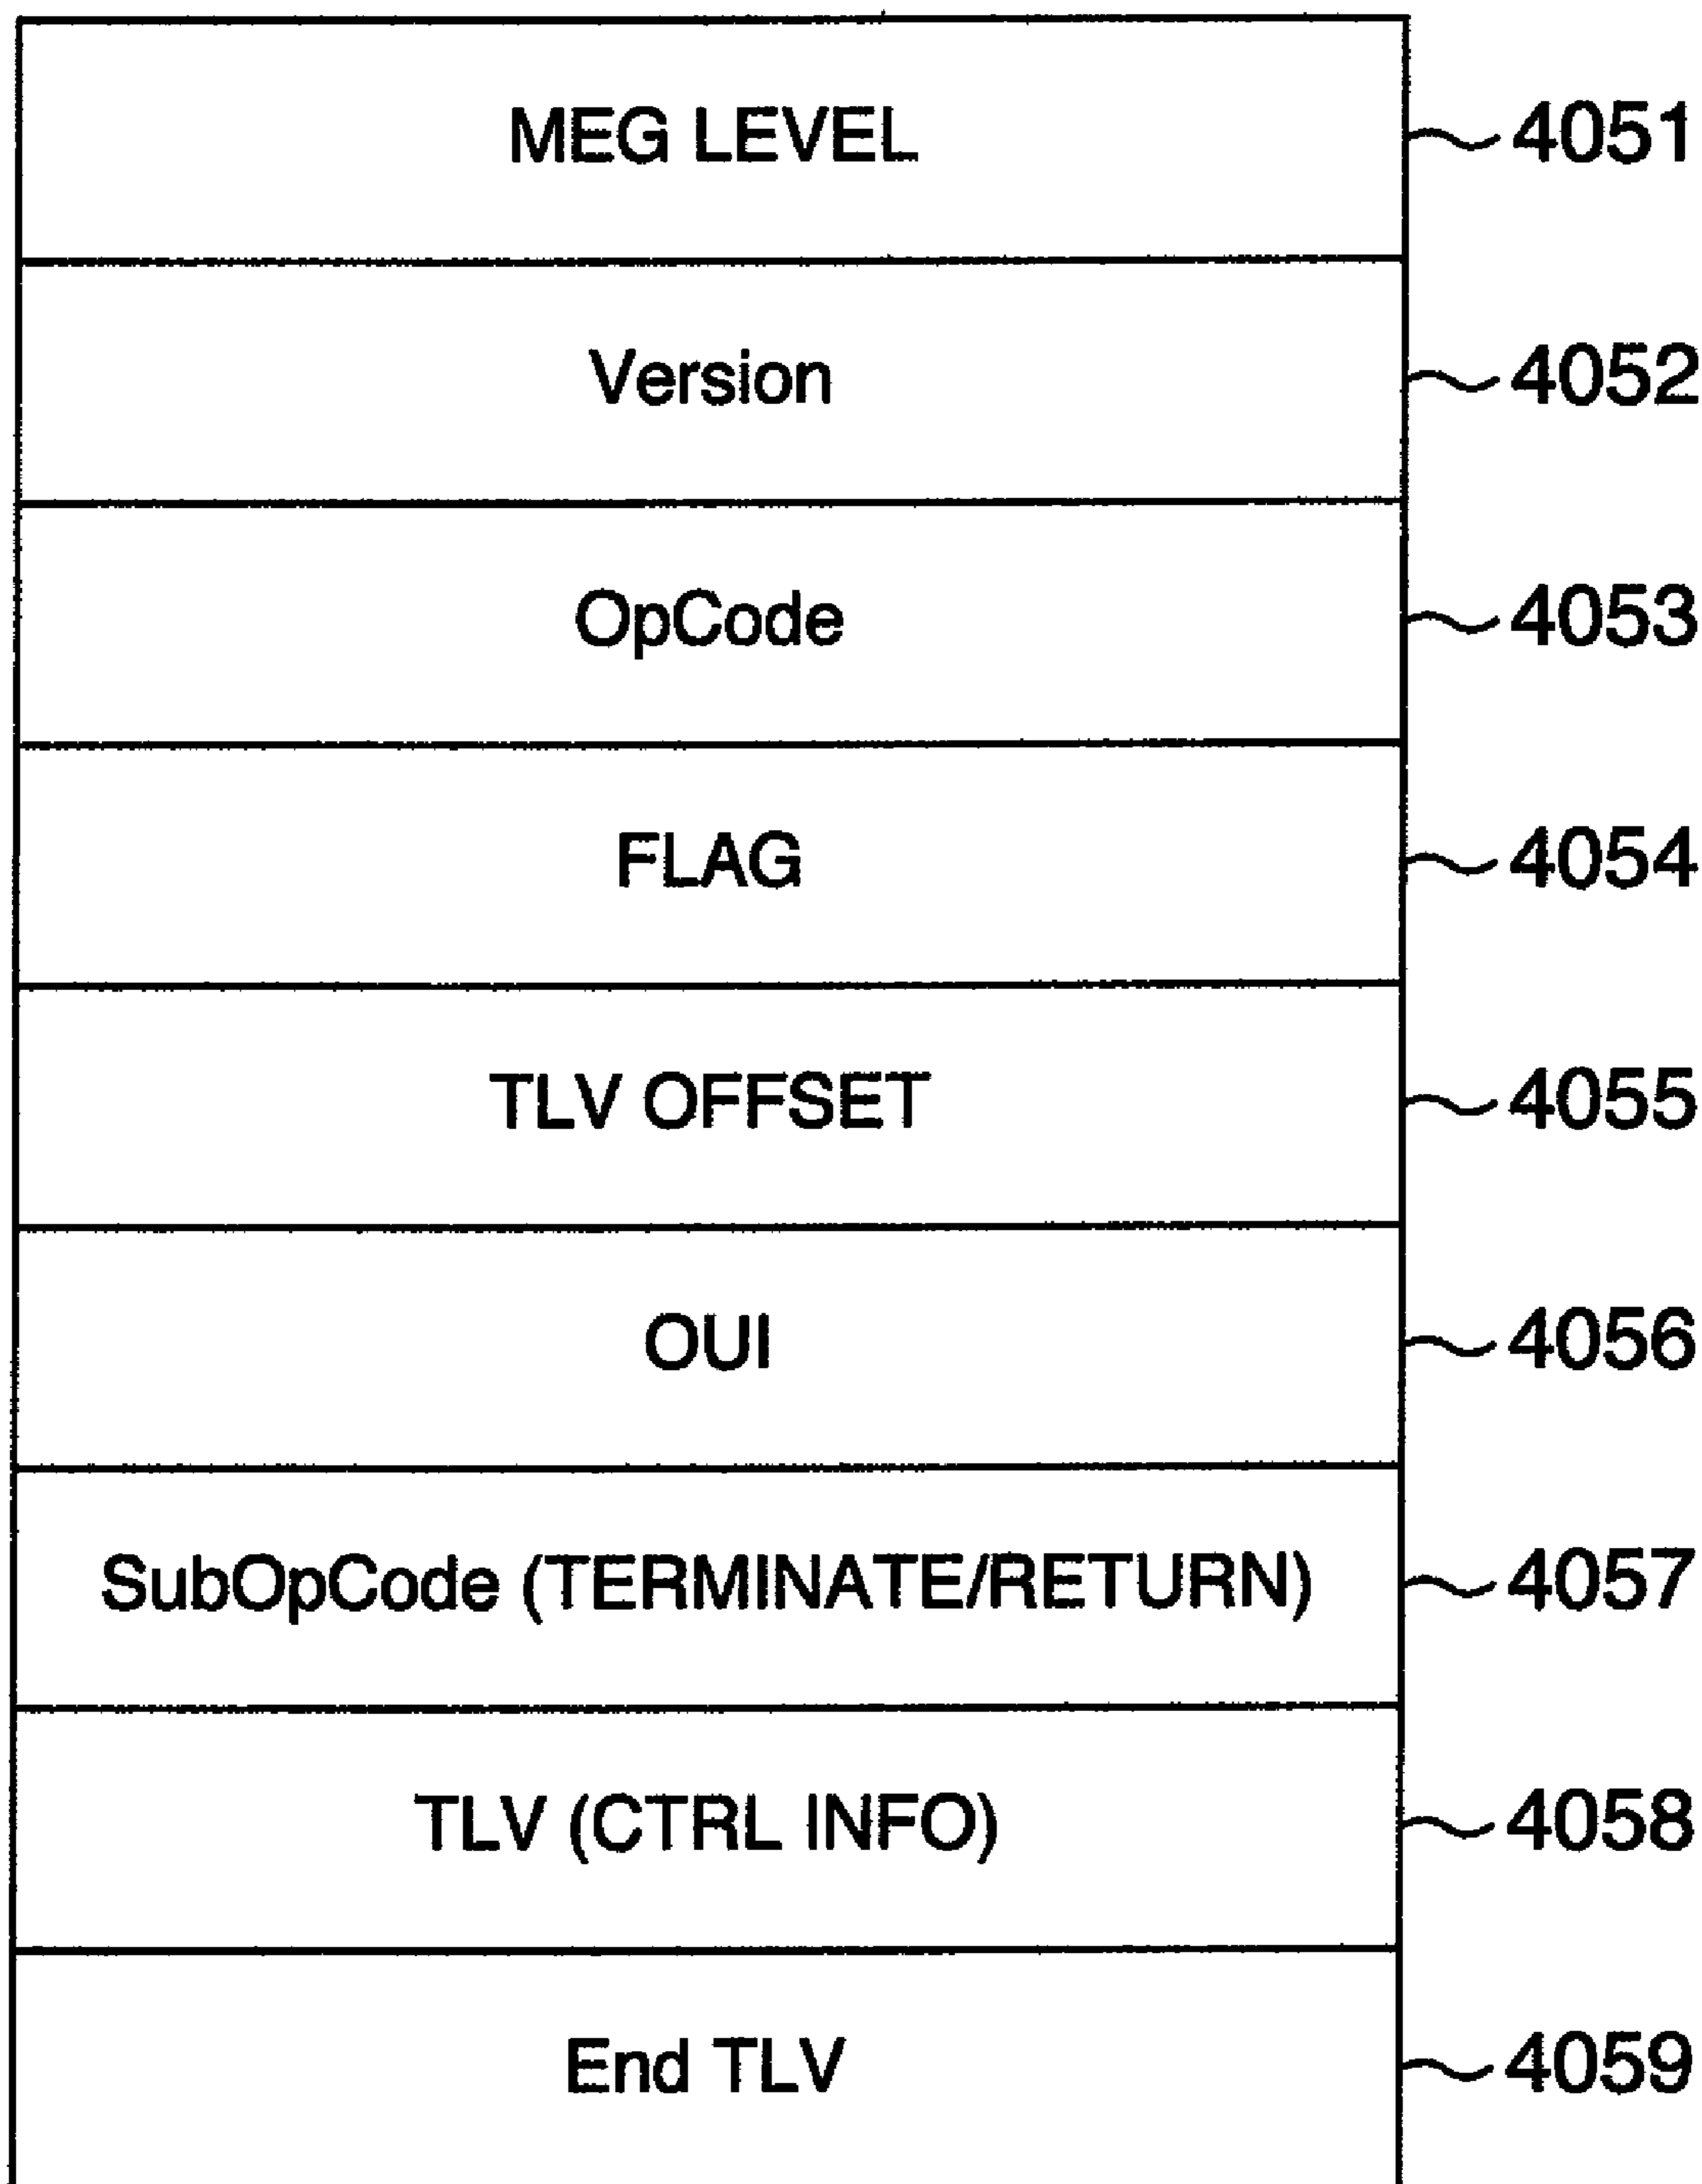 MEG LEVEL 4051
Version 4052
OpCode 4053
FLAG 4054
TLV OFFSET 4055
OUI 4056
SubOpCode (TERMINATE/RETURN) 4057
TLV (CTRL INFO) 4058
End TLV 4059